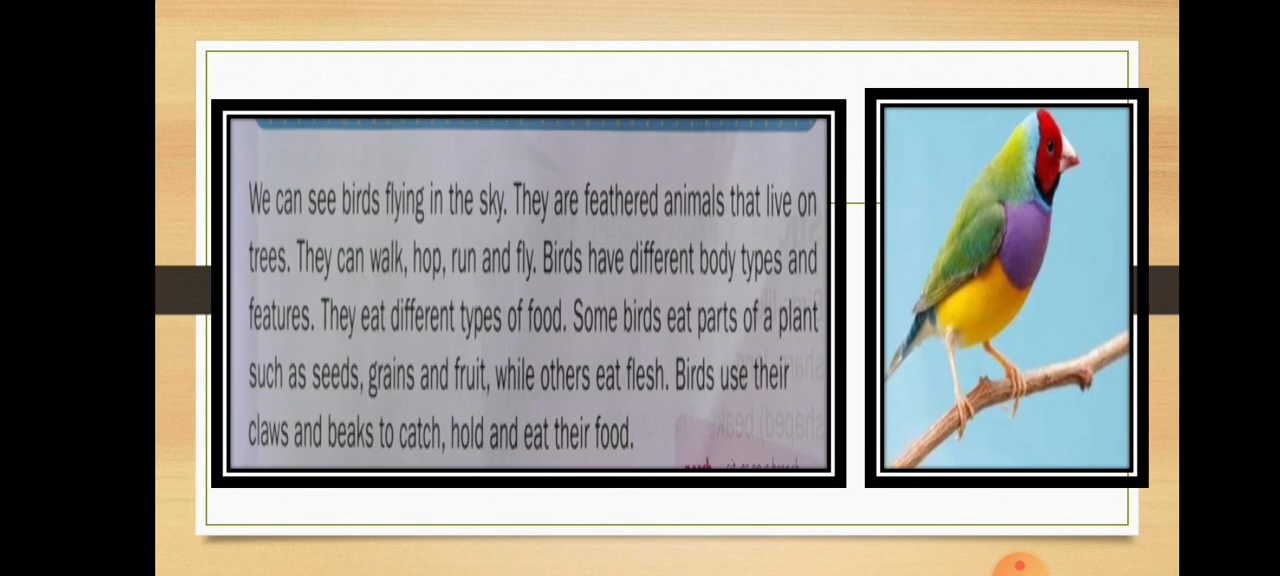 We can see birds flying in the sky. They are feathered animals that live on
trees. They can walk, hop, run and fly. Birds have different body types and
features. They eat different types of food. Some birds eat parts of a plant
such as seeds, grains and fruit, while others eat flesh. Birds use their
claws and beaks to catch, hold and eat their food.